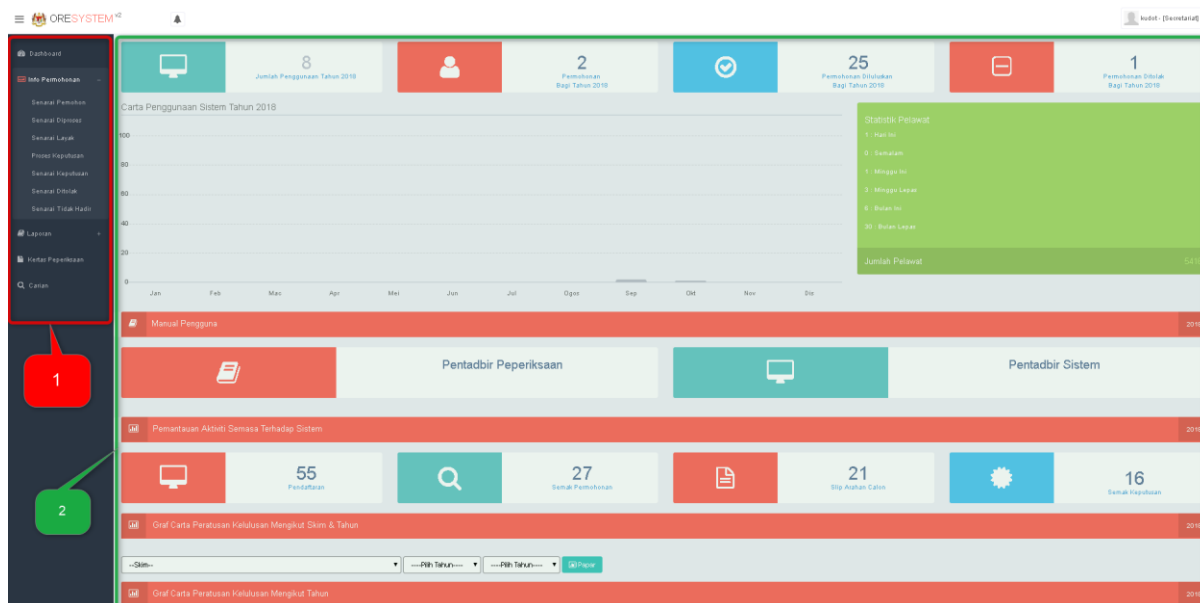 ORESYSTEM v2
kudot - [Secretariat]
Dashboard
Info Permohonan
Senarai Pemohon
Senarai Diproses
Senarai Layak
Proses Keputusan
Senarai Keputusan
Senarai Ditolak
Senarai Tidak Hadir
Laporan
Kertas Peperiksaan
Carian
1
2
8
Jumlah Penggunaan Tahun 2018
2
Permohonan
Bagi Tahun 2018
25
Permohonan Diluluskan
Bagi Tahun 2018
1
Permohonan Ditolak
Bagi Tahun 2018
Carta Penggunaan Sistem Tahun 2018
100
80
60
40
20
0
Jan Feb Mac Apr Mei Jun Jul Ogos Sep Okt Nov Dis
Statistik Pelawat
1 : Hari Ini
0 : Semalam
1 : Minggu Ini
: Minggu Lepas
: Bulan Ini
30 : Bulan Lepas
Jumlah Pelawat
Manual Pengguna
Pentadbir Peperiksaan
Pentadbir Sistem
Pemantauan Aktiviti Semasa Terhadap Sistem
55
Pendaftaran
27
Semak Permohonan
21
Slip Arahan Calon
16
Semak Keputusan
Graf Carta Peratusan Kelulusan Mengikut Skim & Tahun
--Skim-- ----Pilih Tahun---- ----Pilih Tahun---- Papar
Graf Carta Peratusan Kelulusan Mengikut Tahun